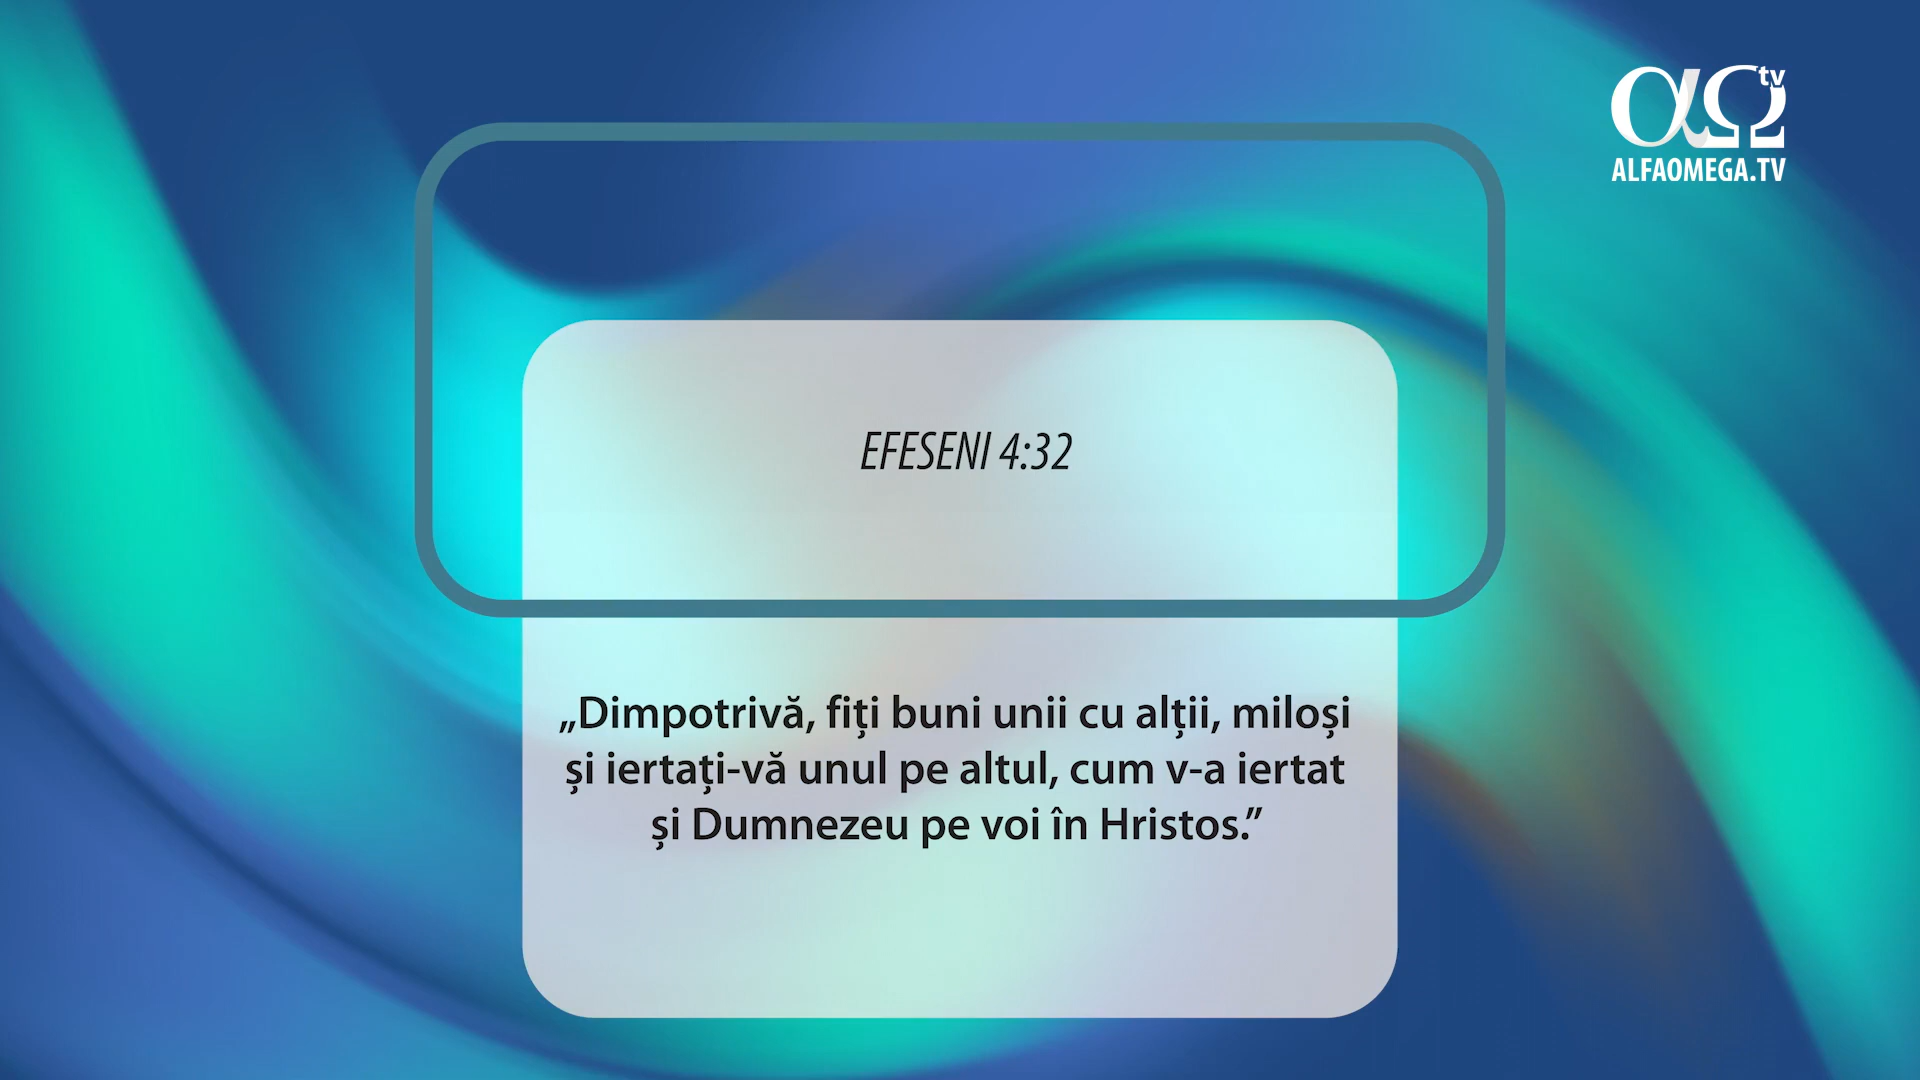 αΩ tv
ALFAOMEGA.TV
EFESENI 4:32
„Dimpotrivă, fiți buni unii cu alții, miloși
și iertați-vă unul pe altul, cum v-a iertat
și Dumnezeu pe voi în Hristos.”